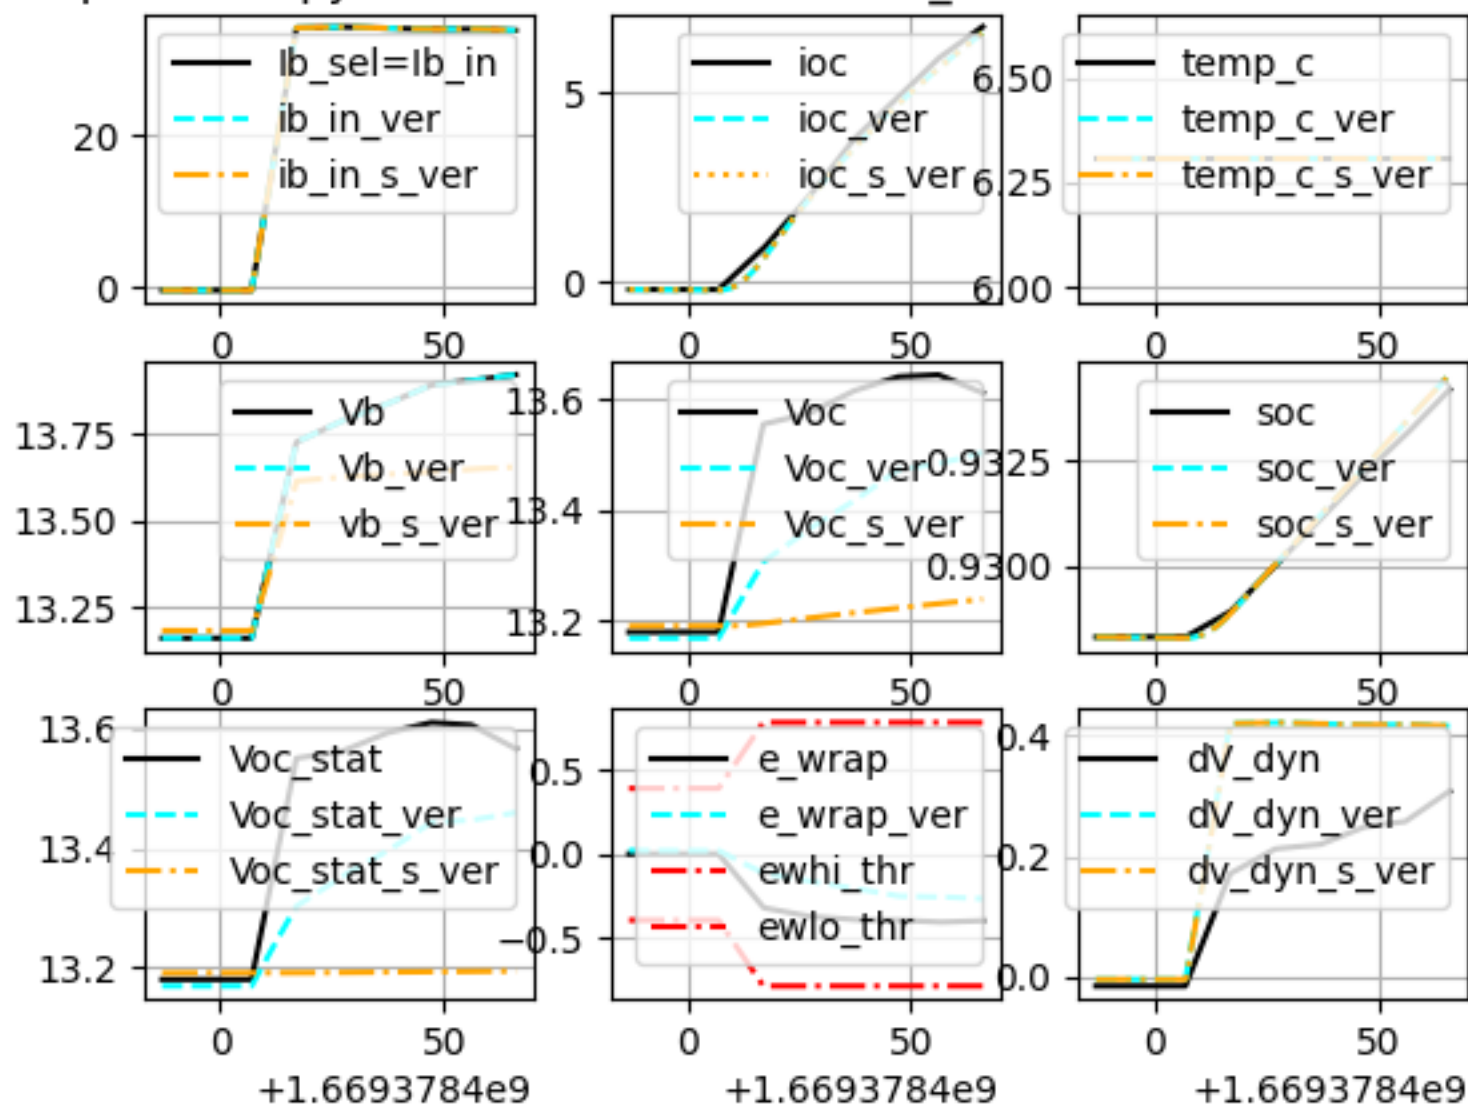 Ib_sel=Ib_in
ib_in_ver
ib_in_s_ver
20
0
0 50
ioc
ioc_ver
ioc_s_ver
5
0
0 50
temp_c
temp_c_ver
temp_c_s_ver
6.50
6.25
6.00
0 50
Vb
Vb_ver
vb_s_ver
13.75
13.50
13.25
0 50
Voc
Voc_ver
Voc_s_ver
13.6
13.4
13.2
0 50
soc
soc_ver
soc_s_ver
0.9325
0.9300
0 50
Voc_stat
Voc_stat_ver
Voc_stat_s_ver
13.6
13.4
13.2
0 50
+1.6693784e9
e_wrap
e_wrap_ver
ewhi_thr
ewlo_thr
0.5
0.0
−0.5
0 50
+1.6693784e9
dV_dyn
dV_dyn_ver
dv_dyn_s_ver
0.4
0.2
0.0
0 50
+1.6693784e9